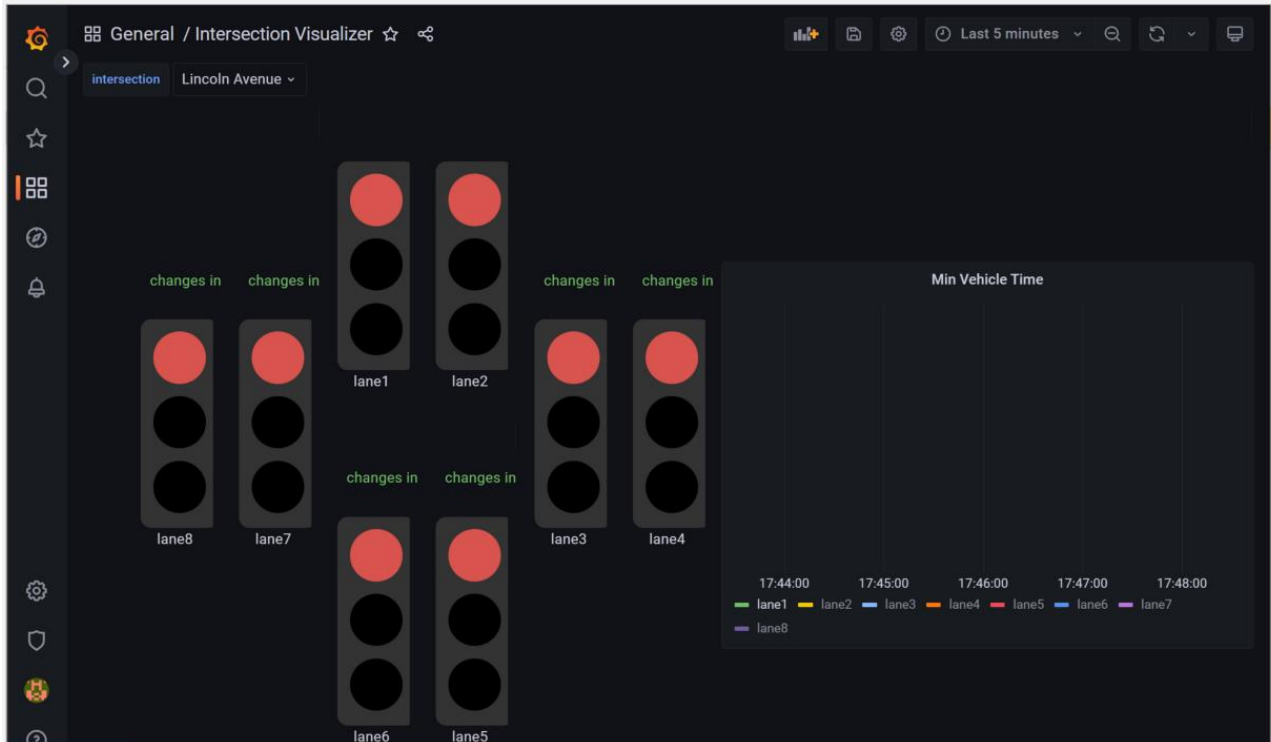 General / Intersection Visualizer
Last 5 minutes
intersection Lincoln Avenue
lane1 lane2
changes in changes in
lane8 lane7
changes in changes in
lane3 lane4
changes in changes in
lane6 lane5
Min Vehicle Time
17:44:00 17:45:00 17:46:00 17:47:00 17:48:00
lane1 lane2 lane3 lane4 lane5 lane6 lane7
lane8